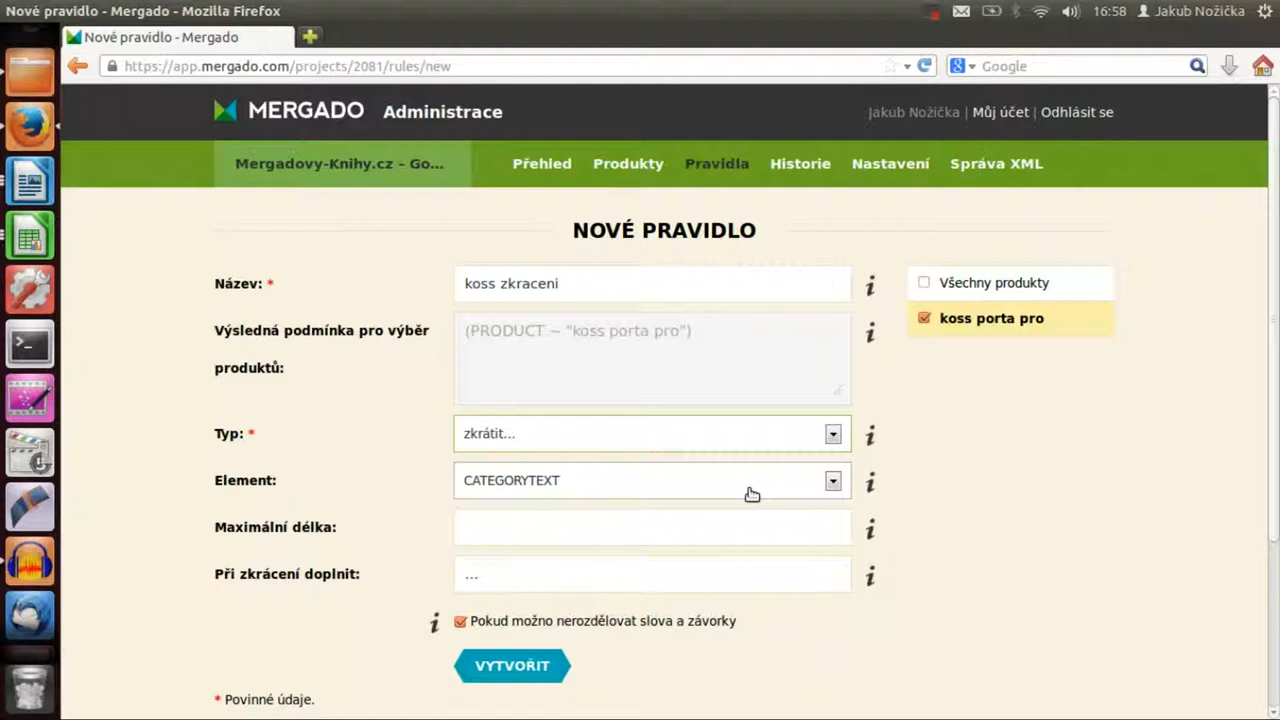 Nové pravidlo - Mergado - Mozilla Firefox
16:58 Jakub Nožička
Nové pravidlo - Mergado
https://app.mergado.com/projects/2081/rules/new
Google
MERGADO Administrace
Jakub Nožička | Můj účet | Odhlásit se
Mergadovy-Knihy.cz - Go...
Přehled Produkty Pravidla Historie Nastavení Správa XML
NOVÉ PRAVIDLO
Název: * koss zkraceni
Všechny produkty
Výsledná podmínka pro výběr produktů: (PRODUCT ~ "koss porta pro")
koss porta pro
Typ: * zkrátit...
Element: CATEGORYTEXT
Maximální délka:
Při zkrácení doplnit: ...
Pokud možno nerozdělovat slova a závorky
VYTVOŘIT
* Povinné údaje.